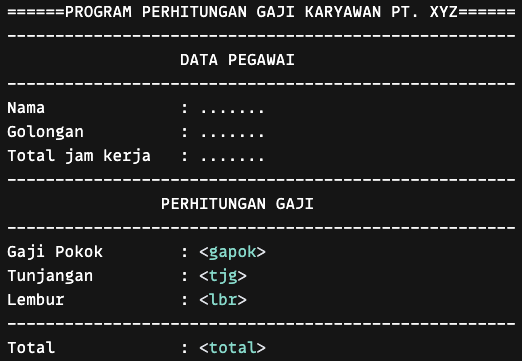 ======PROGRAM PERHITUNGAN GAJI KARYAWAN PT. XYZ======
-----------------------------------------------------
DATA PEGAWAI
-----------------------------------------------------
Nama : .......
Golongan : .......
Total jam kerja : .......
-----------------------------------------------------
PERHITUNGAN GAJI
-----------------------------------------------------
Gaji Pokok : <gapok>
Tunjangan : <tjg>
Lembur : <lbr>
-----------------------------------------------------
Total : <total>